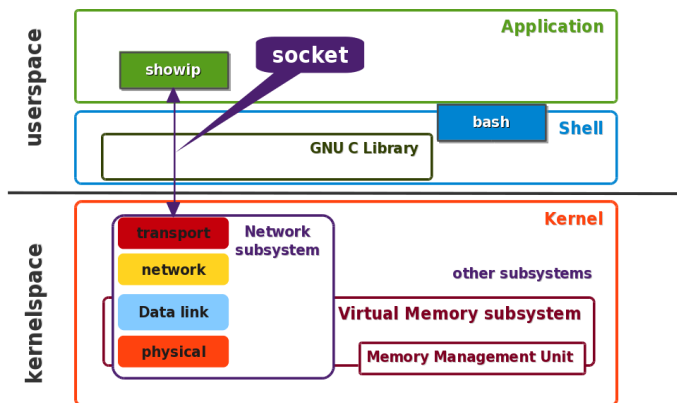 userspace
Application
showip
socket
bash
Shell
GNU C Library
kernelspace
Kernel
transport
Network
subsystem
network
other subsystems
Data link
Virtual Memory subsystem
physical
Memory Management Unit